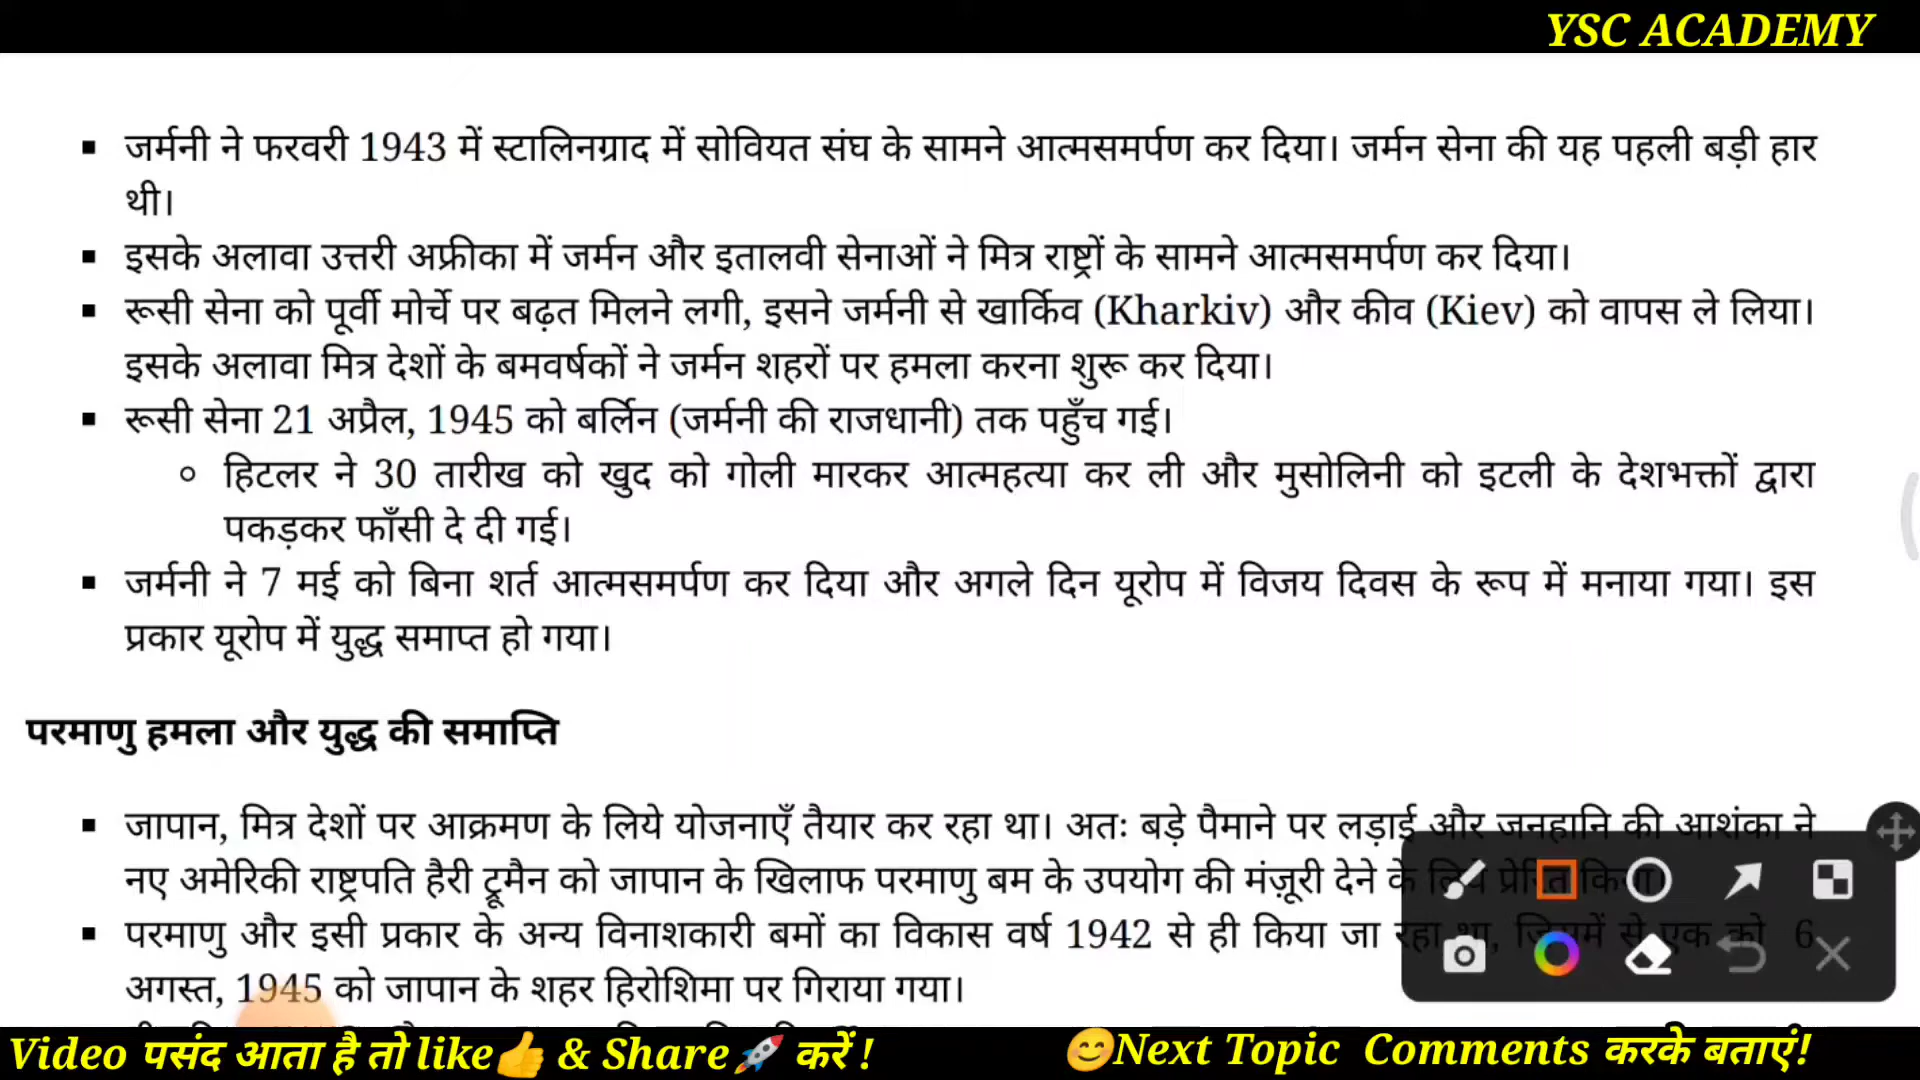 YSC ACADEMY
▪ जर्मनी ने फरवरी 1943 में स्टालिनग्राद में सोवियत संघ के सामने आत्मसमर्पण कर दिया। जर्मन सेना की यह पहली बड़ी हार
थी।
▪ इसके अलावा उत्तरी अफ्रीका में जर्मन और इतालवी सेनाओं ने मित्र राष्ट्रों के सामने आत्मसमर्पण कर दिया।
▪ रूसी सेना को पूर्वी मोर्चे पर बढ़त मिलने लगी, इसने जर्मनी से खार्किव (Kharkiv) और कीव (Kiev) को वापस ले लिया।
इसके अलावा मित्र देशों के बमवर्षकों ने जर्मन शहरों पर हमला करना शुरू कर दिया।
▪ रूसी सेना 21 अप्रैल, 1945 को बर्लिन (जर्मनी की राजधानी) तक पहुँच गई।
○ हिटलर ने 30 तारीख को खुद को गोली मारकर आत्महत्या कर ली और मुसोलिनी को इटली के देशभक्तों द्वारा
पकड़कर फाँसी दे दी गई।
▪ जर्मनी ने 7 मई को बिना शर्त आत्मसमर्पण कर दिया और अगले दिन यूरोप में विजय दिवस के रूप में मनाया गया। इस
प्रकार यूरोप में युद्ध समाप्त हो गया।
परमाणु हमला और युद्ध की समाप्ति
▪ जापान, मित्र देशों पर आक्रमण के लिये योजनाएँ तैयार कर रहा था। अतः बड़े पैमाने पर लड़ाई और जनहानि की आशंका ने
नए अमेरिकी राष्ट्रपति हैरी ट्रूमैन को जापान के खिलाफ परमाणु बम के उपयोग की मंज़ूरी देने के लिये प्रेरित किया।
▪ परमाणु और इसी प्रकार के अन्य विनाशकारी बमों का विकास वर्ष 1942 से ही किया जा रहा था, जिसमें से एक को 6
अगस्त, 1945 को जापान के शहर हिरोशिमा पर गिराया गया।
Video पसंद आता है तो like👍 & Share🚀 करें !
😊Next Topic Comments करके बताएं!